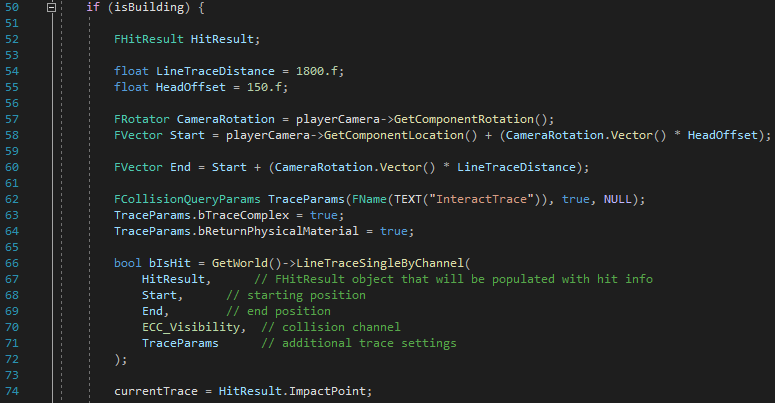 50 if (isBuilding) {
51
52 FHitResult HitResult;
53
54 float LineTraceDistance = 1800.f;
55 float HeadOffset = 150.f;
56
57 FRotator CameraRotation = playerCamera->GetComponentRotation();
58 FVector Start = playerCamera->GetComponentLocation() + (CameraRotation.Vector() * HeadOffset);
59
60 FVector End = Start + (CameraRotation.Vector() * LineTraceDistance);
61
62 FCollisionQueryParams TraceParams(FName(TEXT("InteractTrace")), true, NULL);
63 TraceParams.bTraceComplex = true;
64 TraceParams.bReturnPhysicalMaterial = true;
65
66 bool bIsHit = GetWorld()->LineTraceSingleByChannel(
67 HitResult, // FHitResult object that will be populated with hit info
68 Start, // starting position
69 End, // end position
70 ECC_Visibility, // collision channel
71 TraceParams // additional trace settings
72 );
73
74 currentTrace = HitResult.ImpactPoint;